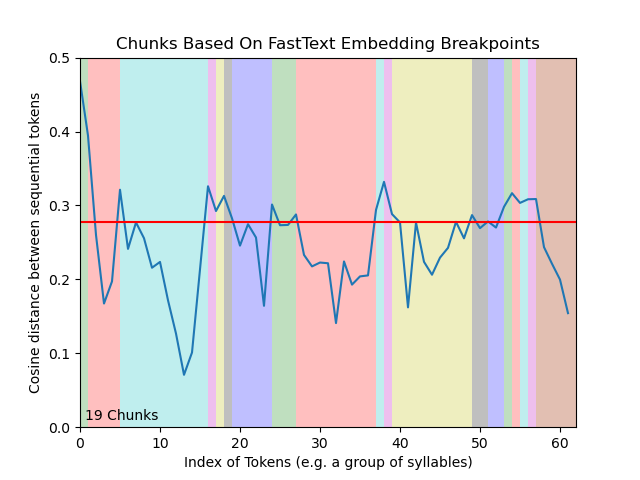 Chunks Based On FastText Embedding Breakpoints
Cosine distance between sequential tokens
0.5
0.4
0.3
0.2
0.1
0.0
19 Chunks
0 10 20 30 40 50 60
Index of Tokens (e.g. a group of syllables)